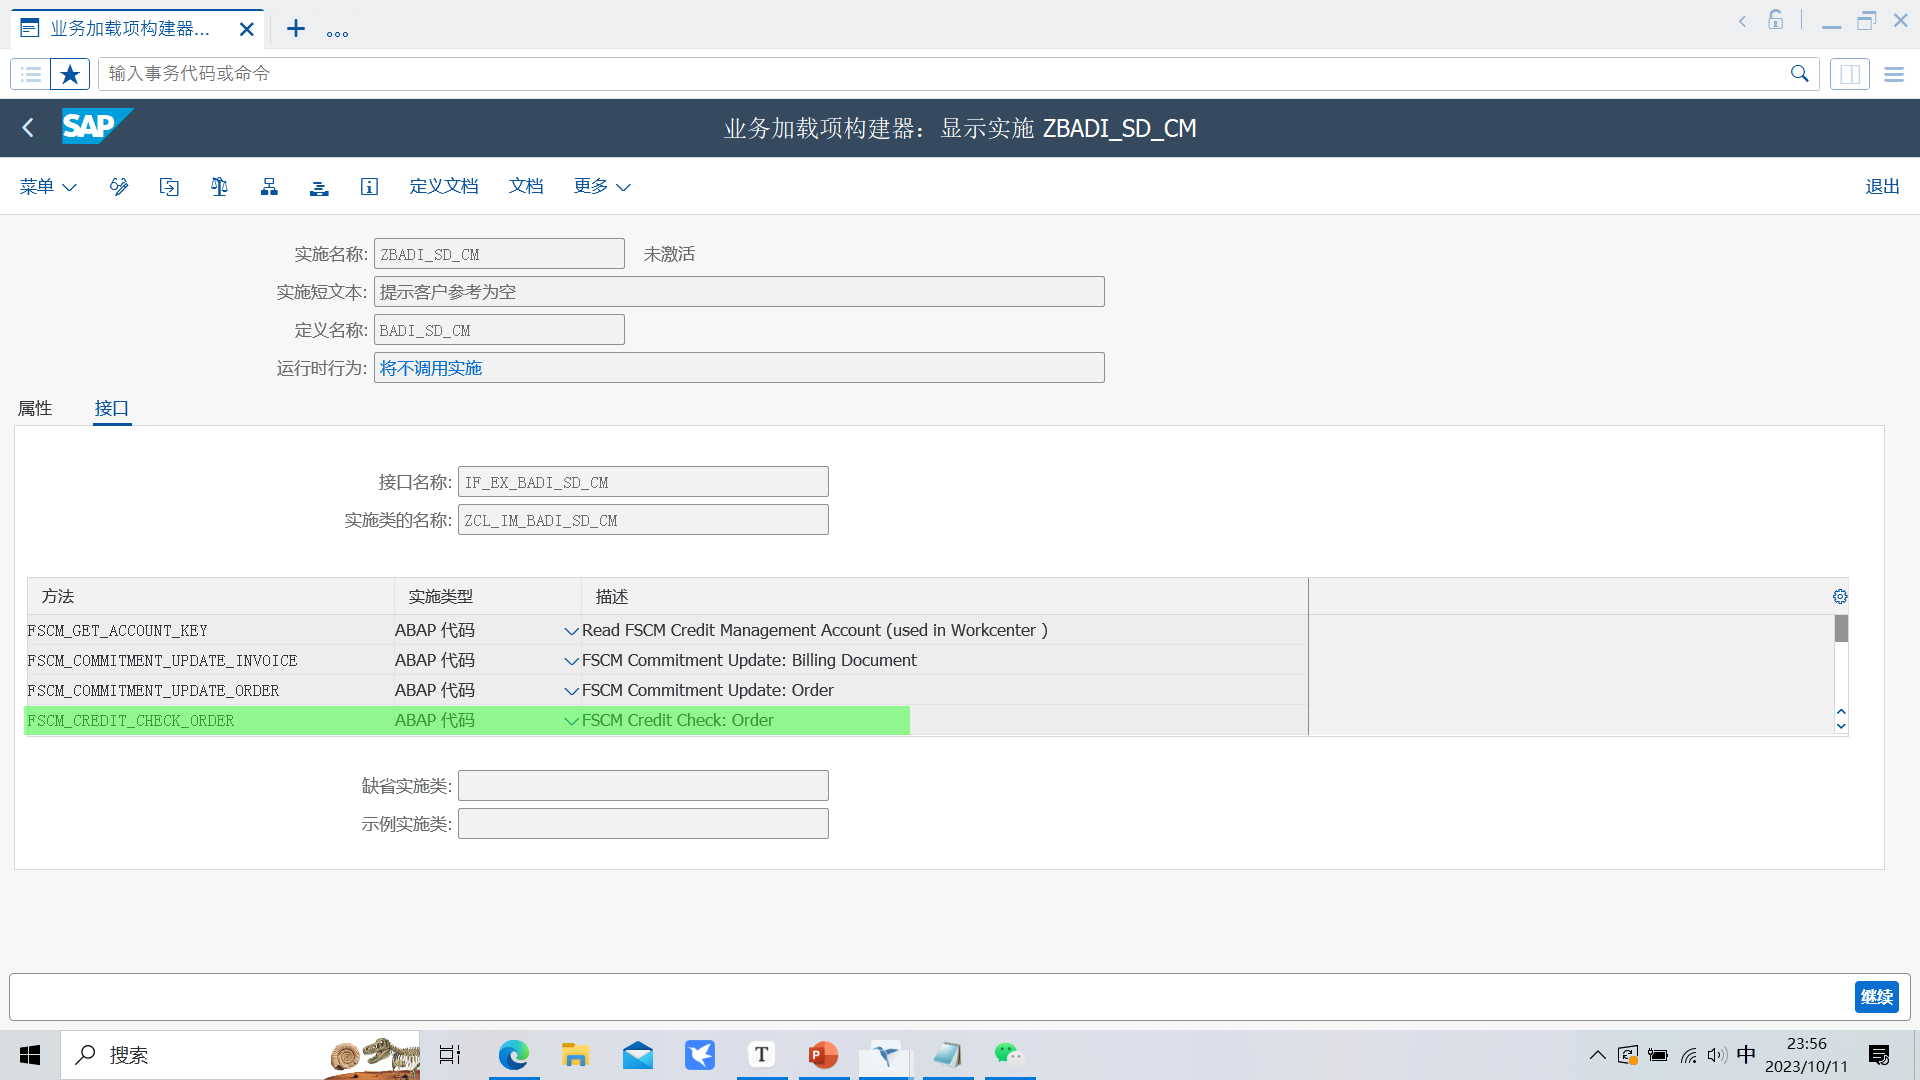 业务加载项构建器...
输入事务代码或命令
SAP
业务加载项构建器：显示实施 ZBADI_SD_CM
菜单
定义文档
文档
更多
退出
实施名称: ZBADI_SD_CM 未激活
实施短文本: 提示客户参考为空
定义名称: BADI_SD_CM
运行时行为: 将不调用实施
属性 接口
接口名称: IF_EX_BADI_SD_CM
实施类的名称: ZCL_IM_BADI_SD_CM
方法 实施类型 描述
FSCM_GET_ACCOUNT_KEY ABAP 代码 Read FSCM Credit Management Account (used in Workcenter )
FSCM_COMMITMENT_UPDATE_INVOICE ABAP 代码 FSCM Commitment Update: Billing Document
FSCM_COMMITMENT_UPDATE_ORDER ABAP 代码 FSCM Commitment Update: Order
FSCM_CREDIT_CHECK_ORDER ABAP 代码 FSCM Credit Check: Order
缺省实施类:
示例实施类:
继续
搜索
T
P
中
23:56
2023/10/11